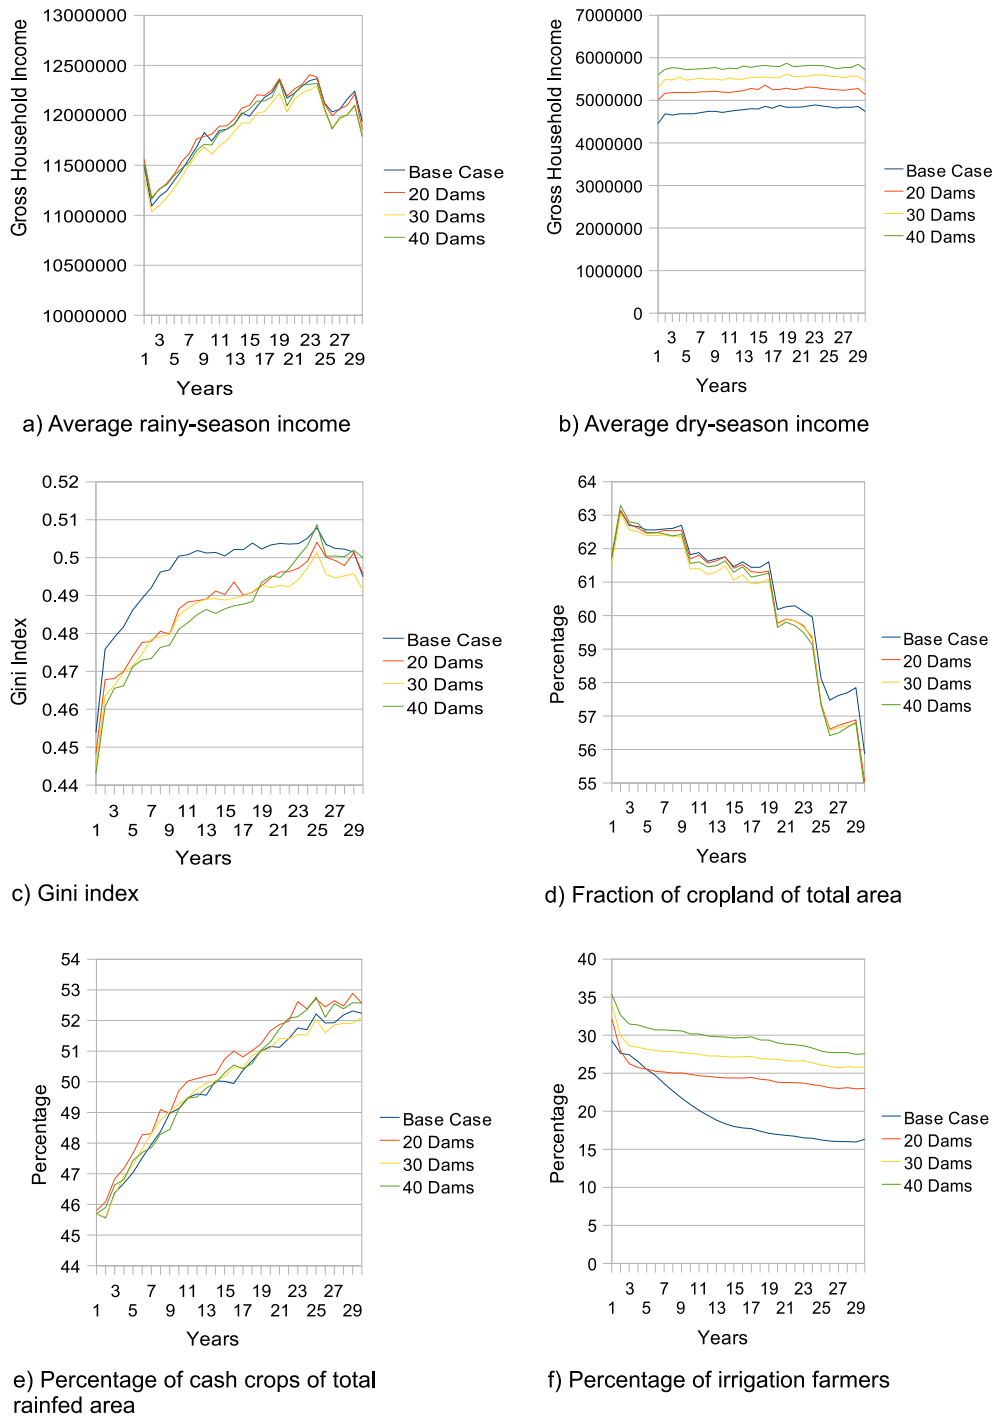 13000000
12500000
12000000
11500000
11000000
10500000
10000000
Gross Household Income
3 7 11 15 19 23 27
1 5 9 13 17 21 25 29
Years
Base Case
20 Dams
30 Dams
40 Dams
a) Average rainy-season income
7000000
6000000
5000000
4000000
3000000
2000000
1000000
0
Gross Household Income
3 7 11 15 19 23 27
1 5 9 13 17 21 25 29
Years
Base Case
20 Dams
30 Dams
40 Dams
b) Average dry-season income
0.52
0.51
0.5
0.49
0.48
0.47
0.46
0.45
0.44
Gini Index
3 7 11 15 19 23 27
1 5 9 13 17 21 25 29
Years
Base Case
20 Dams
30 Dams
40 Dams
c) Gini index
64
63
62
61
60
59
58
57
56
55
Percentage
3 7 11 15 19 23 27
1 5 9 13 17 21 25 29
Years
Base Case
20 Dams
30 Dams
40 Dams
d) Fraction of cropland of total area
54
53
52
51
50
49
48
47
46
45
44
Percentage
3 7 11 15 19 23 27
1 5 9 13 17 21 25 29
Years
Base Case
20 Dams
30 Dams
40 Dams
e) Percentage of cash crops of total
rainfed area
40
35
30
25
20
15
10
5
0
Percentage
3 7 11 15 19 23 27
1 5 9 13 17 21 25 29
Years
Base Case
20 Dams
30 Dams
40 Dams
f) Percentage of irrigation farmers